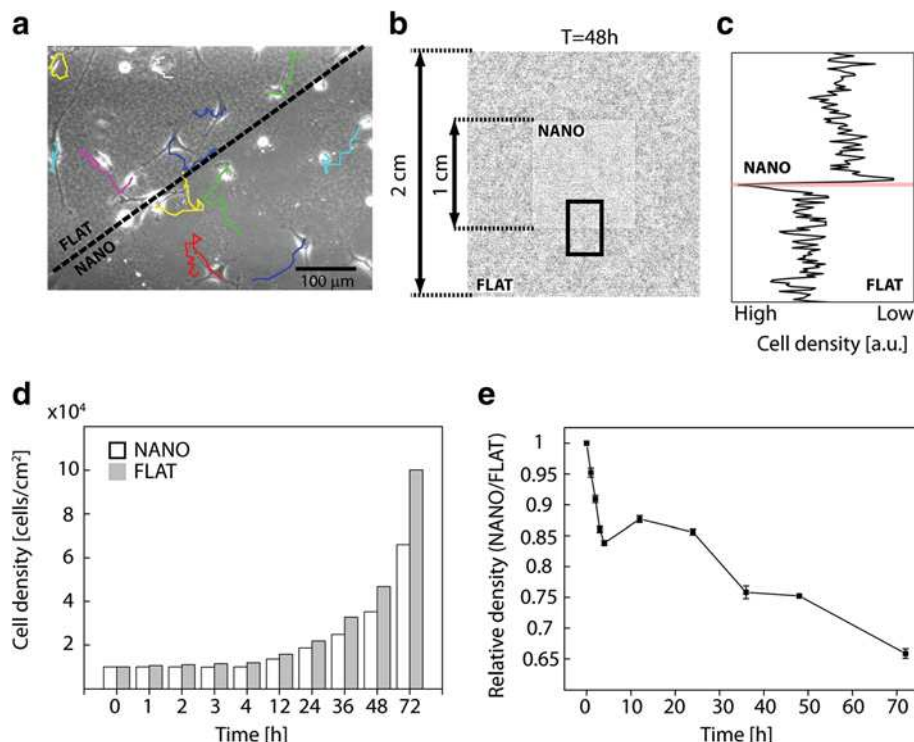 a
FLAT
NANO
100 µm
b
T=48h
2 cm
1 cm
NANO
FLAT
c
NANO
FLAT
High Low
Cell density [a.u.]
d
x10⁴
NANO
FLAT
Cell density [cells/cm²]
10
8
6
4
2
0 1 2 3 4 12 24 36 48 72
Time [h]
e
Relative density (NANO/FLAT)
1
0.95
0.9
0.85
0.8
0.75
0.7
0.65
0 10 20 30 40 50 60 70
Time [h]